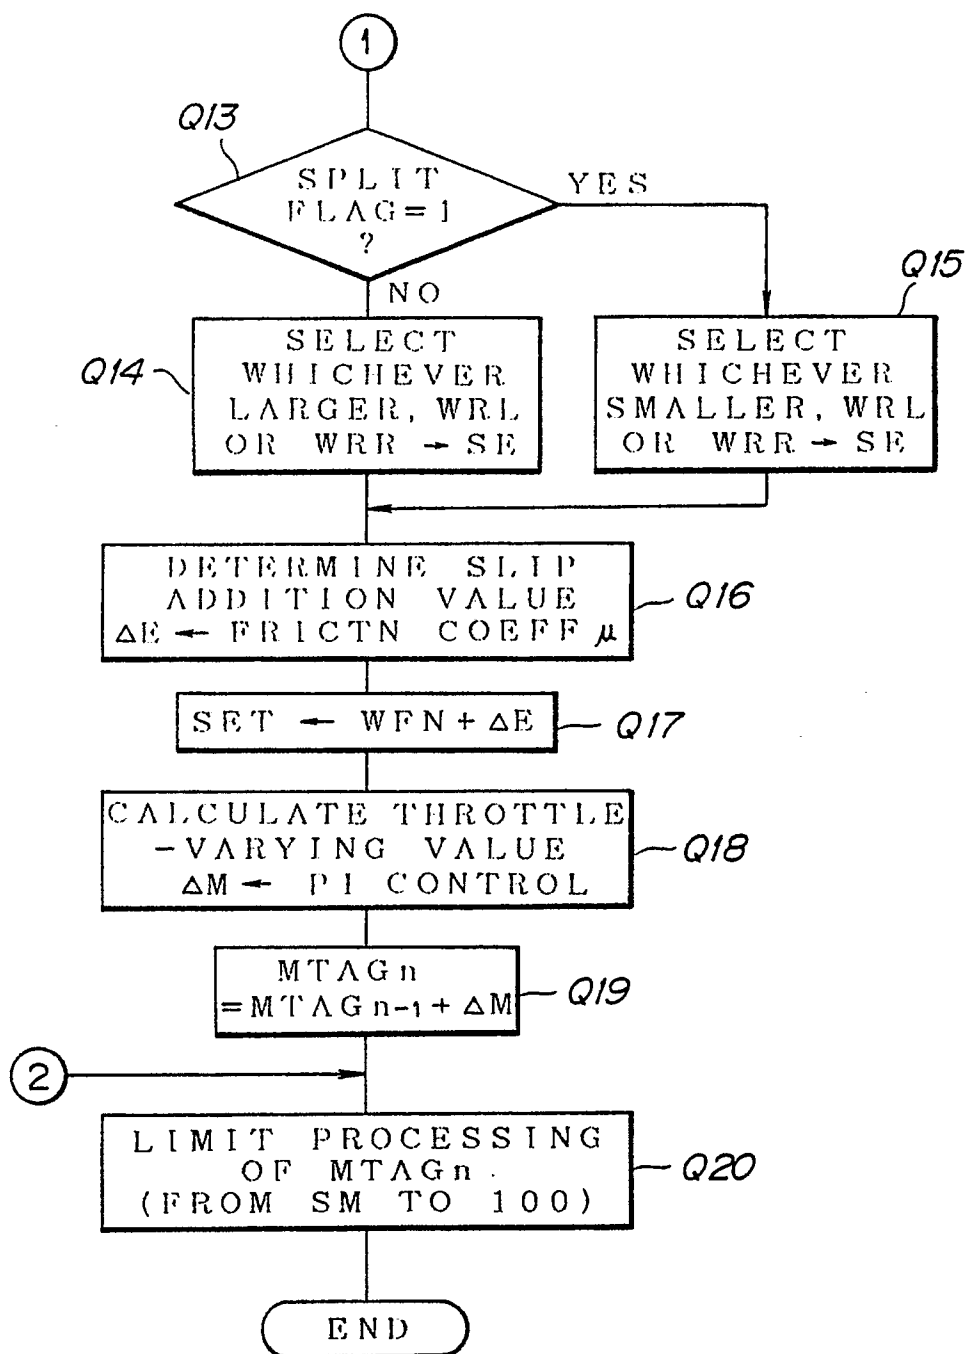 1
Q13
SPLIT
FLAG=1
?
YES
NO
Q14
SELECT
WHICHEVER
LARGER, WRL
OR WRR → SE
Q15
SELECT
WHICHEVER
SMALLER, WRL
OR WRR → SE
DETERMINE SLIP
ADDITION VALUE
ΔE ← FRICTN COEFF μ
Q16
SET ← WFN + ΔE
Q17
CALCULATE THROTTLE
-VARYING VALUE
ΔM ← PI CONTROL
Q18
MTAGn
=MTAGn-1 + ΔM
Q19
2
LIMIT PROCESSING
OF MTAGn
(FROM SM TO 100)
Q20
END